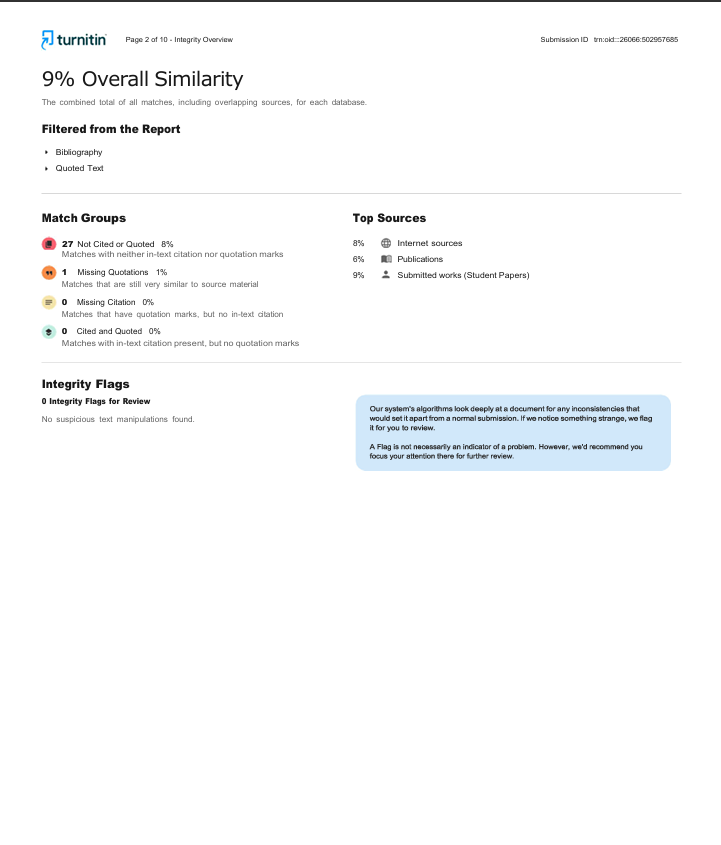 turnitin Page 2 of 10 - Integrity Overview Submission ID trn:oid:::26066:502957685
9% Overall Similarity
The combined total of all matches, including overlapping sources, for each database.
Filtered from the Report
Bibliography
Quoted Text
Match Groups
27 Not Cited or Quoted 8%
Matches with neither in-text citation nor quotation marks
1 Missing Quotations 1%
Matches that are still very similar to source material
0 Missing Citation 0%
Matches that have quotation marks, but no in-text citation
0 Cited and Quoted 0%
Matches with in-text citation present, but no quotation marks
Top Sources
8% Internet sources
6% Publications
9% Submitted works (Student Papers)
Integrity Flags
0 Integrity Flags for Review
No suspicious text manipulations found.
Our system's algorithms look deeply at a document for any inconsistencies that
would set it apart from a normal submission. If we notice something strange, we flag
it for you to review.
A Flag is not necessarily an indicator of a problem. However, we'd recommend you
focus your attention there for further review.